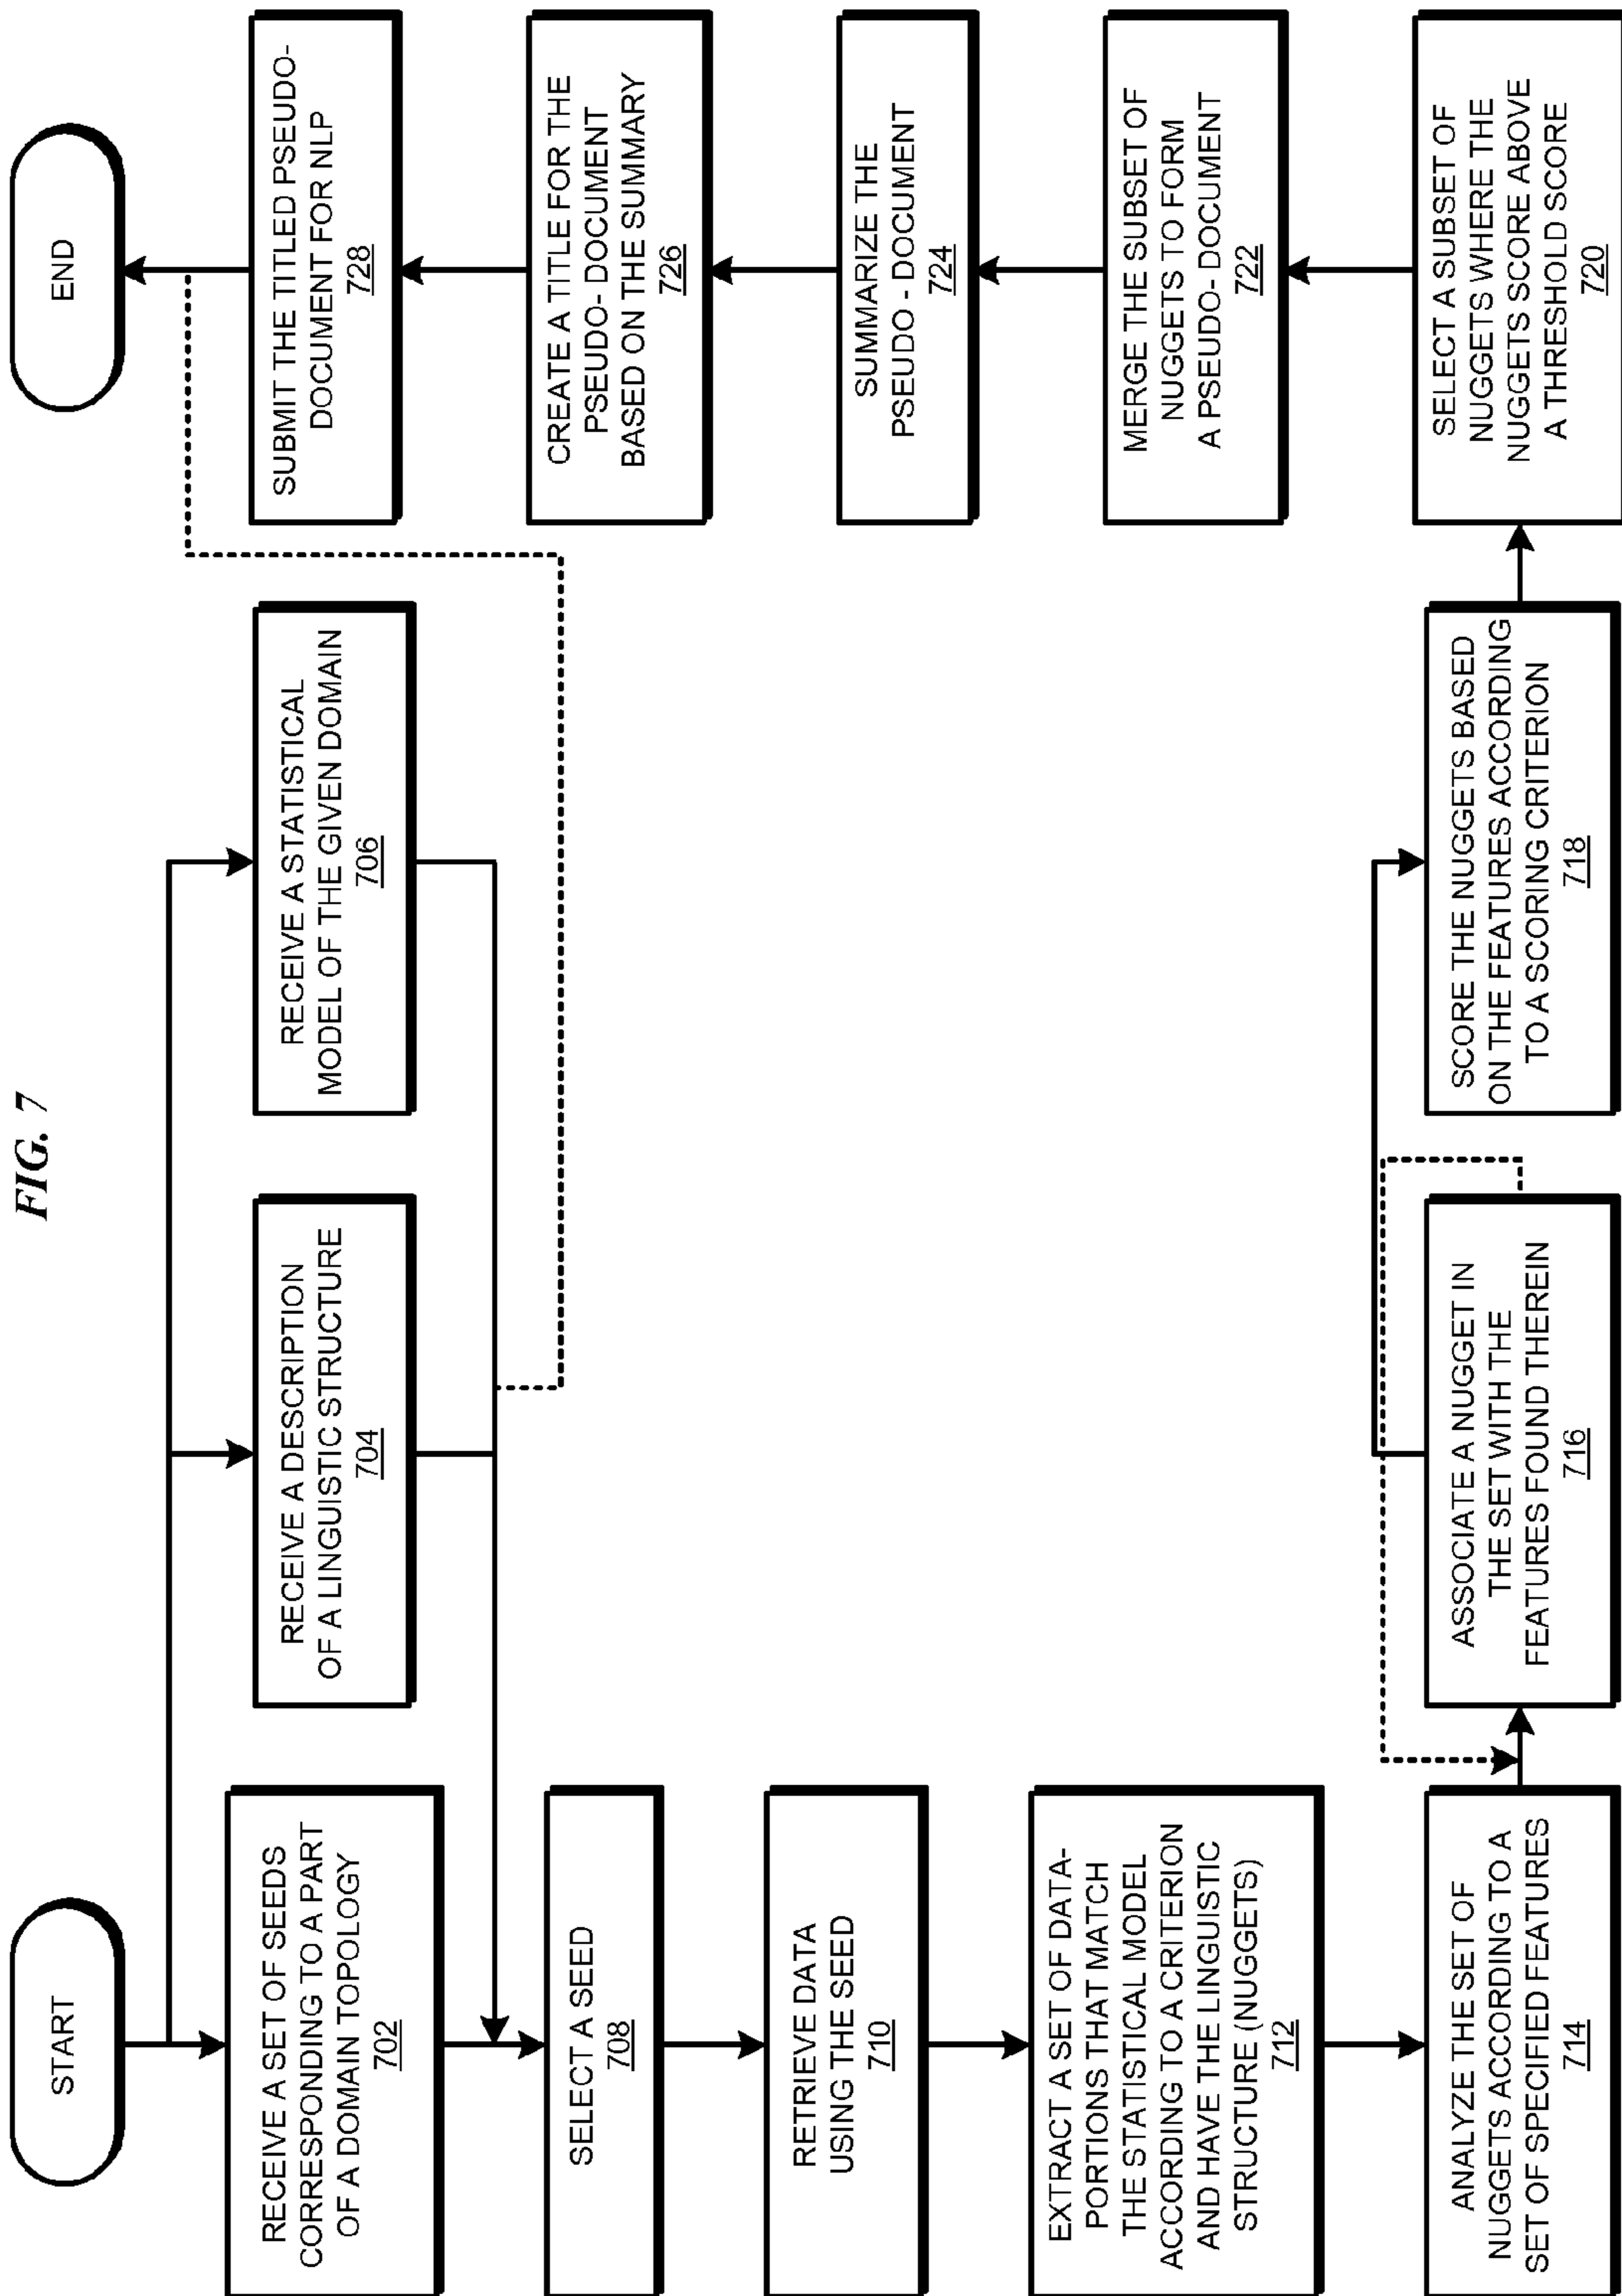 FIG. 7
START
RECEIVE A SET OF SEEDS
CORRESPONDING TO A PART
OF A DOMAIN TOPOLOGY
702
RECEIVE A DESCRIPTION
OF A LINGUISTIC STRUCTURE
704
RECEIVE A STATISTICAL
MODEL OF THE GIVEN DOMAIN
706
SELECT A SEED
708
RETRIEVE DATA
USING THE SEED
710
EXTRACT A SET OF DATA-
PORTIONS THAT MATCH
THE STATISTICAL MODEL
ACCORDING TO A CRITERION
AND HAVE THE LINGUISTIC
STRUCTURE (NUGGETS)
712
ANALYZE THE SET OF
NUGGETS ACCORDING TO A
SET OF SPECIFIED FEATURES
714
ASSOCIATE A NUGGET IN
THE SET WITH THE
FEATURES FOUND THEREIN
716
SCORE THE NUGGETS BASED
ON THE FEATURES ACCORDING
TO A SCORING CRITERION
718
SELECT A SUBSET OF
NUGGETS WHERE THE
NUGGETS SCORE ABOVE
A THRESHOLD SCORE
720
MERGE THE SUBSET OF
NUGGETS TO FORM
A PSEUDO- DOCUMENT
722
SUMMARIZE THE
PSEUDO - DOCUMENT
724
CREATE A TITLE FOR THE
PSEUDO- DOCUMENT
BASED ON THE SUMMARY
726
SUBMIT THE TITLED PSEUDO-
DOCUMENT FOR NLP
728
END